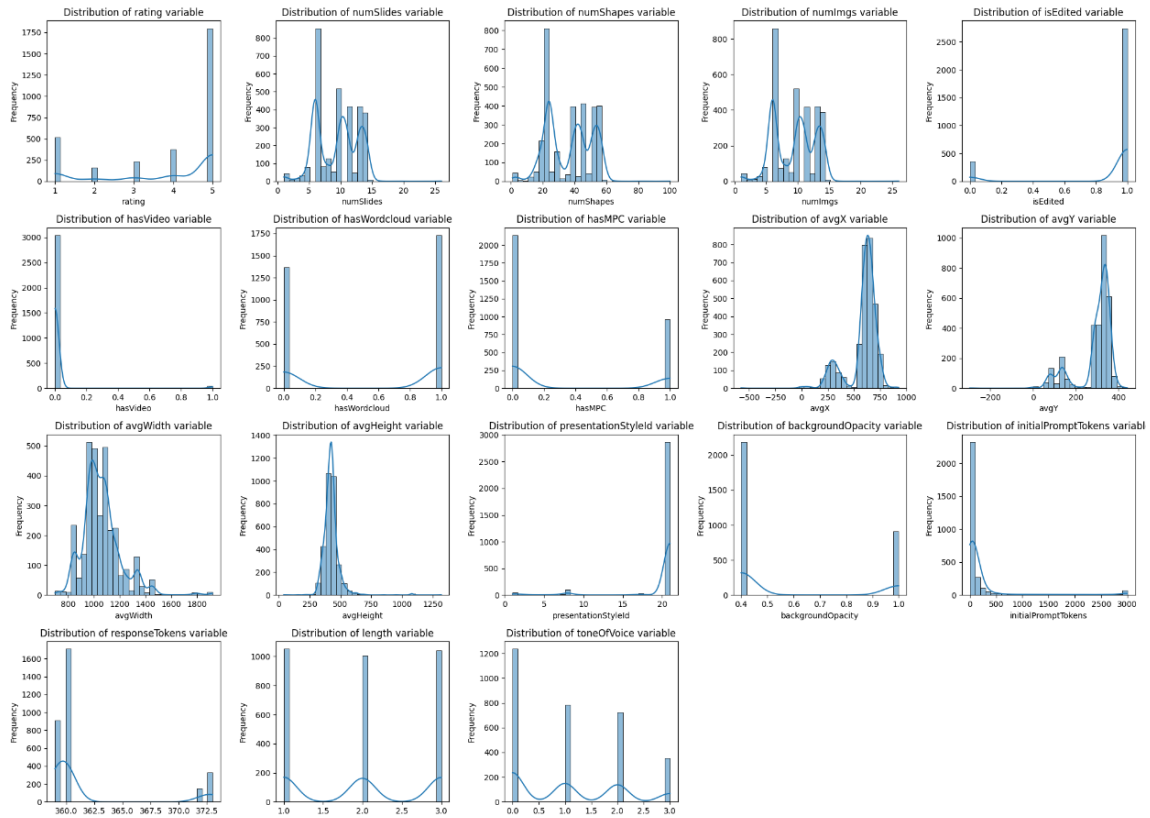 Distribution of rating variable
Frequency
1750
1500
1250
1000
750
500
250
0
1 2 3 4 5
rating
Distribution of numSlides variable
Frequency
800
700
600
500
400
300
200
100
0
0 5 10 15 20 25
numSlides
Distribution of numShapes variable
Frequency
800
700
600
500
400
300
200
100
0
0 20 40 60 80 100
numShapes
Distribution of numImgs variable
Frequency
800
600
400
200
0
0 5 10 15 20 25
numImgs
Distribution of isEdited variable
Frequency
2500
2000
1500
1000
500
0
0.0 0.2 0.4 0.6 0.8 1.0
isEdited
Distribution of hasVideo variable
Frequency
3000
2500
2000
1500
1000
500
0
0.0 0.2 0.4 0.6 0.8 1.0
hasVideo
Distribution of hasWordcloud variable
Frequency
1750
1500
1250
1000
750
500
250
0
0.0 0.2 0.4 0.6 0.8 1.0
hasWordcloud
Distribution of hasMPC variable
Frequency
2000
1750
1500
1250
1000
750
500
250
0
0.0 0.2 0.4 0.6 0.8 1.0
hasMPC
Distribution of avgX variable
Frequency
800
700
600
500
400
300
200
100
0
−500 −250 0 250 500 750 1000
avgX
Distribution of avgY variable
Frequency
1000
800
600
400
200
0
−200 0 200 400
avgY
Distribution of avgWidth variable
Frequency
500
400
300
200
100
0
800 1000 1200 1400 1600 1800
avgWidth
Distribution of avgHeight variable
Frequency
1400
1200
1000
800
600
400
200
0
0 250 500 750 1000 1250
avgHeight
Distribution of presentationStyleId variable
Frequency
3000
2500
2000
1500
1000
500
0
0 5 10 15 20
presentationStyleId
Distribution of backgroundOpacity variable
Frequency
2000
1500
1000
500
0
0.4 0.5 0.6 0.7 0.8 0.9 1.0
backgroundOpacity
Distribution of initialPromptTokens variabl
Frequency
2000
1500
1000
500
0
0 500 1000 1500 2000 2500 3000
initialPromptTokens
Distribution of responseTokens variable
Frequency
1600
1400
1200
1000
800
600
400
200
0
360.0 362.5 365.0 367.5 370.0 372.5
Distribution of length variable
Frequency
1000
800
600
400
200
0
1.0 1.5 2.0 2.5 3.0
Distribution of toneOfVoice variable
Frequency
1200
1000
800
600
400
200
0
0.0 0.5 1.0 1.5 2.0 2.5 3.0